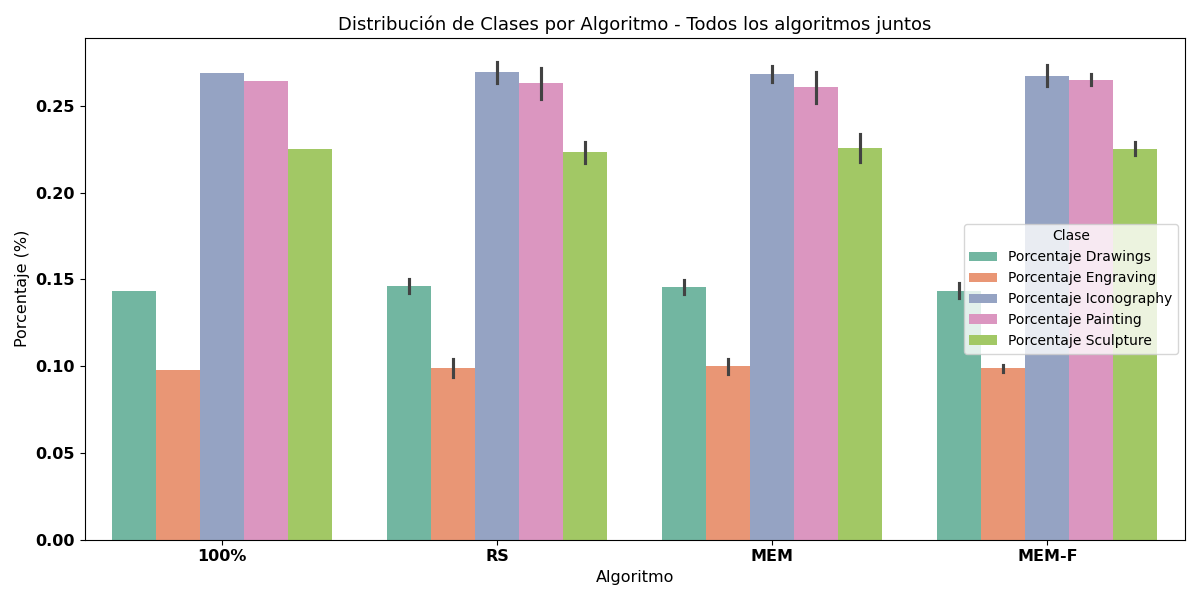 Distribución de Clases por Algoritmo - Todos los algoritmos juntos
Porcentaje (%)
0.25
0.20
0.15
0.10
0.05
0.00
Clase
Porcentaje Drawings
Porcentaje Engraving
Porcentaje Iconography
Porcentaje Painting
Porcentaje Sculpture
100%
RS
MEM
MEM-F
Algoritmo